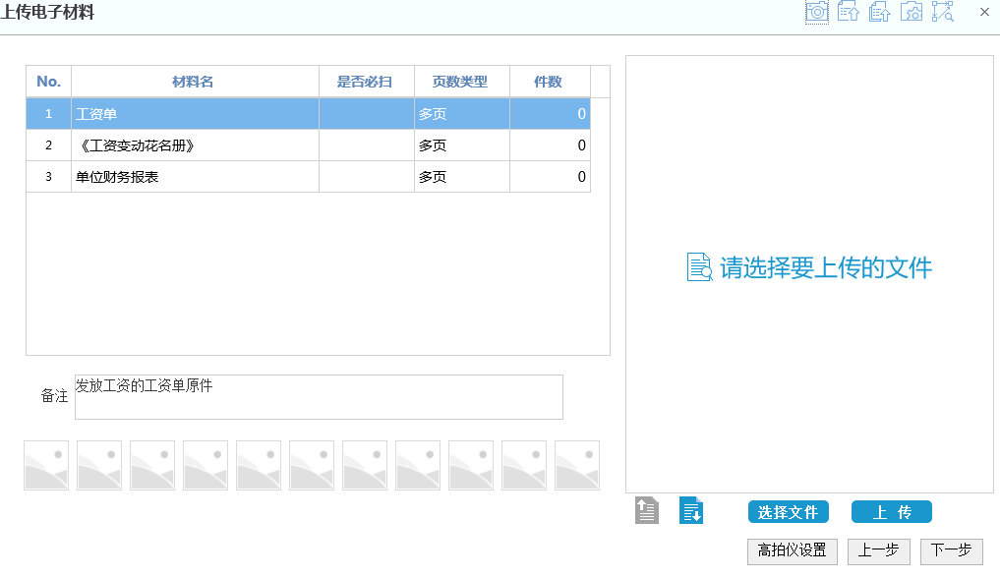 上传电子材料
No. 材料名 是否必扫 页数类型 件数
1 工资单 多页 0
2 《工资变动花名册》 多页 0
3 单位财务报表 多页 0
请选择要上传的文件
备注 发放工资的工资单原件
选择文件 上 传
高拍仪设置 上一步 下一步